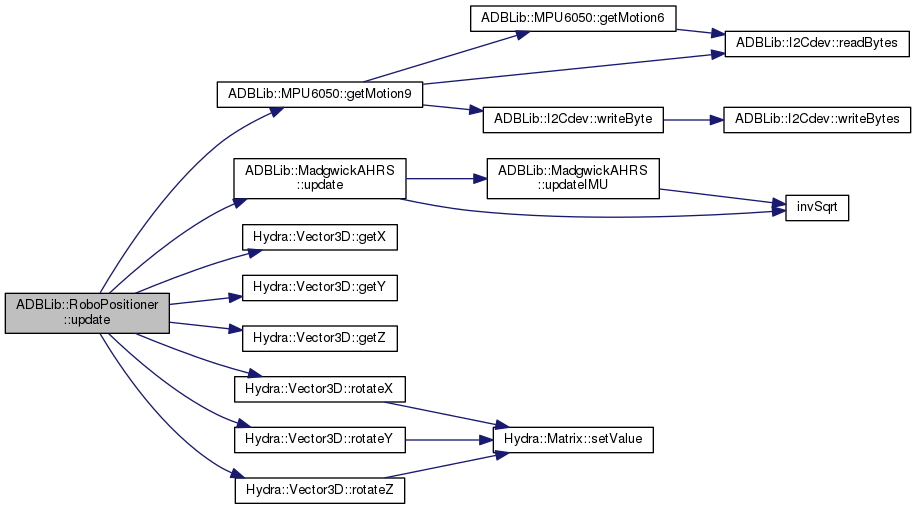 ADBLib::MPU6050::getMotion6
ADBLib::I2Cdev::readBytes
ADBLib::MPU6050::getMotion9
ADBLib::I2Cdev::writeByte
ADBLib::I2Cdev::writeBytes
ADBLib::MadgwickAHRS
::update
ADBLib::MadgwickAHRS
::updateIMU
invSqrt
Hydra::Vector3D::getX
Hydra::Vector3D::getY
ADBLib::RoboPositioner
::update
Hydra::Vector3D::getZ
Hydra::Vector3D::rotateX
Hydra::Vector3D::rotateY
Hydra::Matrix::setValue
Hydra::Vector3D::rotateZ